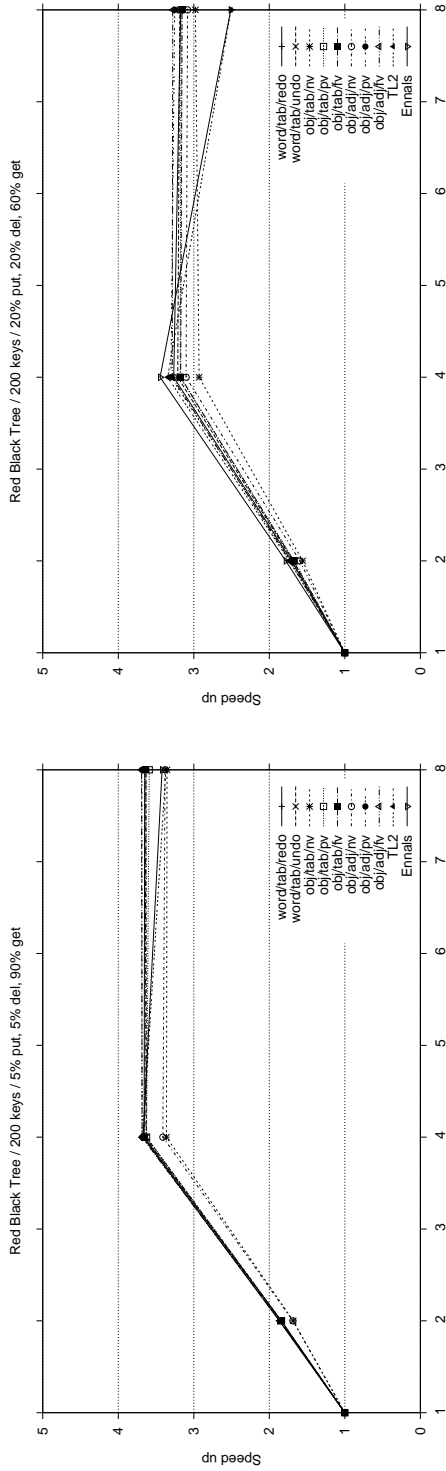 Red Black Tree / 200 keys / 5% put, 5% del, 90% get
5
4
3
2
1
0
Speed up
1
2
3
4
5
6
7
8
word/tab/redo
word/tab/undo
obj/tab/nv
obj/tab/pv
obj/tab/fv
obj/adj/nv
obj/adj/pv
obj/adj/fv
TL2
Ennals
Red Black Tree / 200 keys / 20% put, 20% del, 60% get
5
4
3
2
1
0
Speed up
1
2
3
4
5
6
7
8
word/tab/redo
word/tab/undo
obj/tab/nv
obj/tab/pv
obj/tab/fv
obj/adj/nv
obj/adj/pv
obj/adj/fv
TL2
Ennals